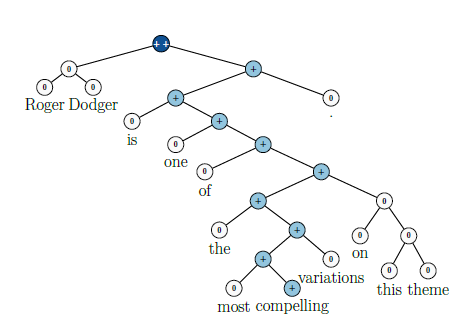 + +
0 +
0 0 + 0
Roger Dodger .
0 +
is 0 +
one 0 +
of + 0
0 + 0 0
the on
+ 0 0 0
variations this theme
0 +
most compelling